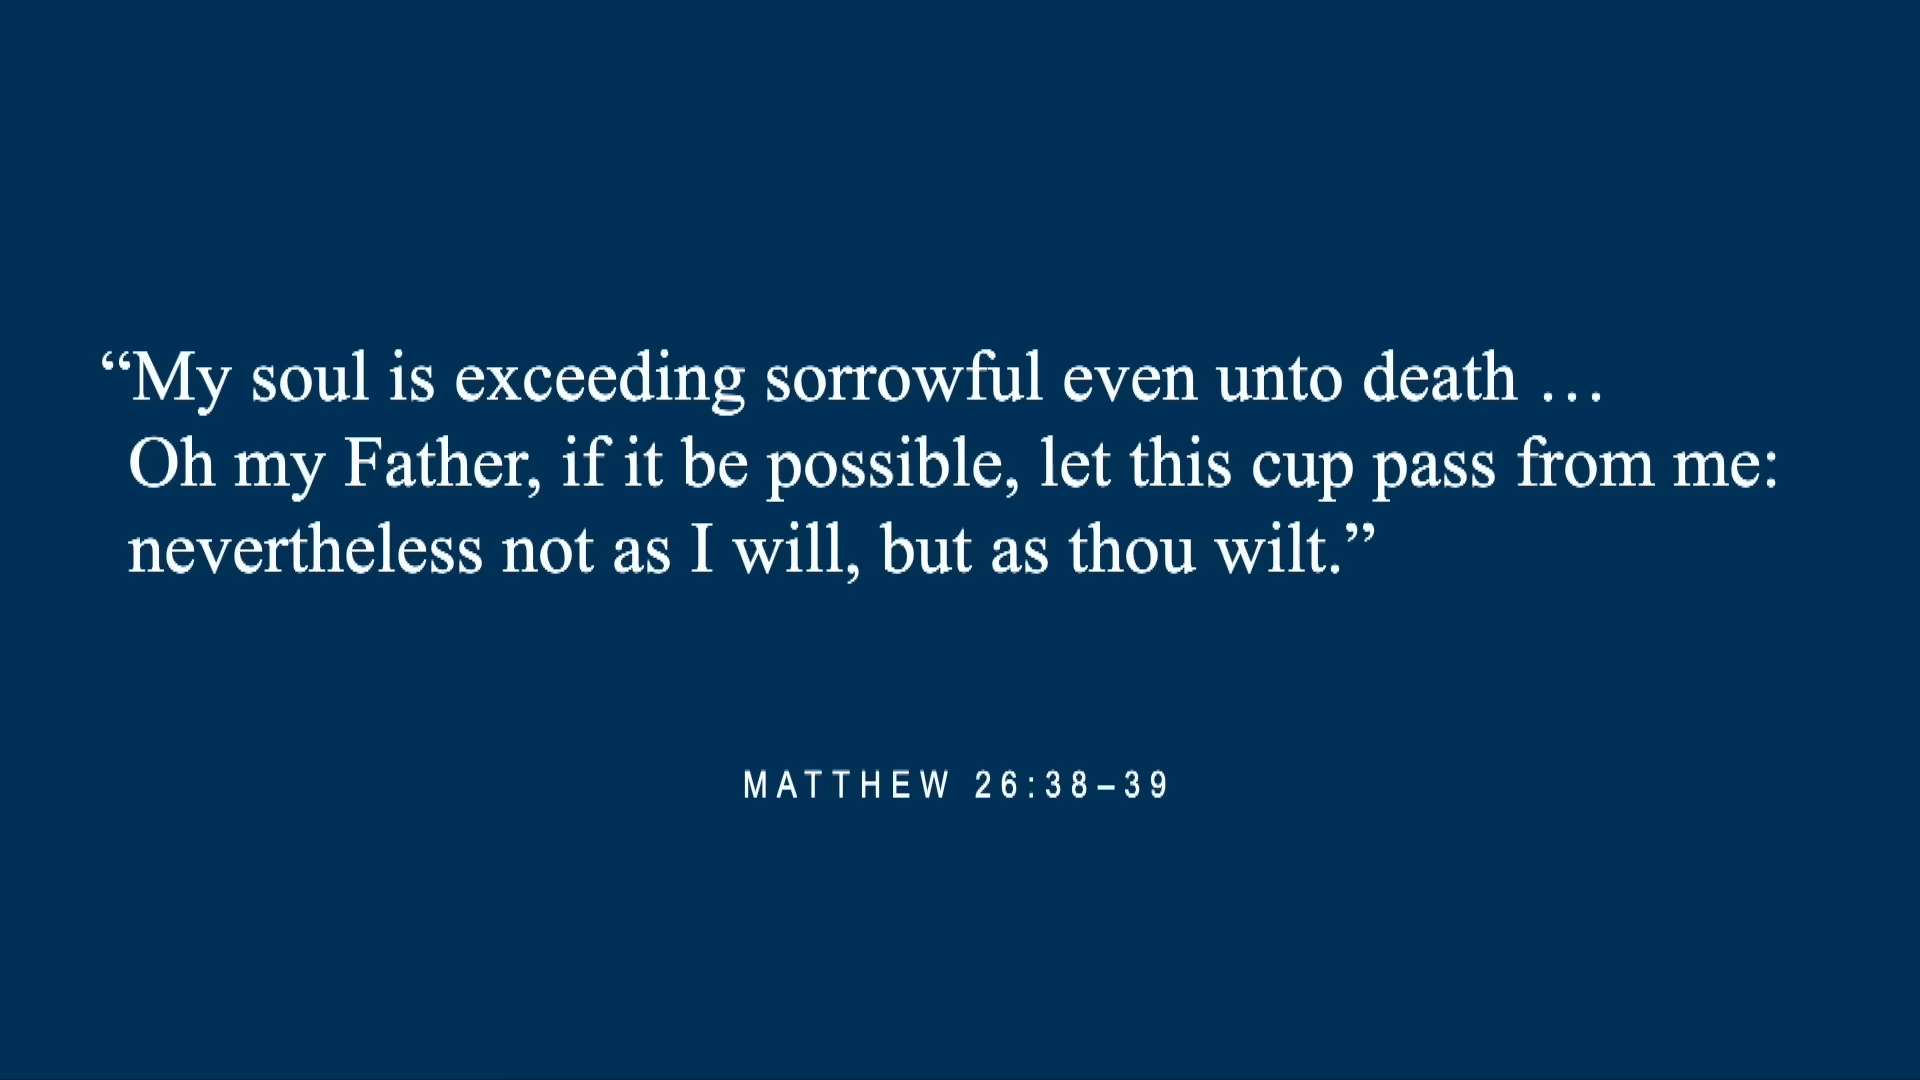 “My soul is exceeding sorrowful even unto death …
Oh my Father, if it be possible, let this cup pass from me:
nevertheless not as I will, but as thou wilt.”
MATTHEW 26:38–39